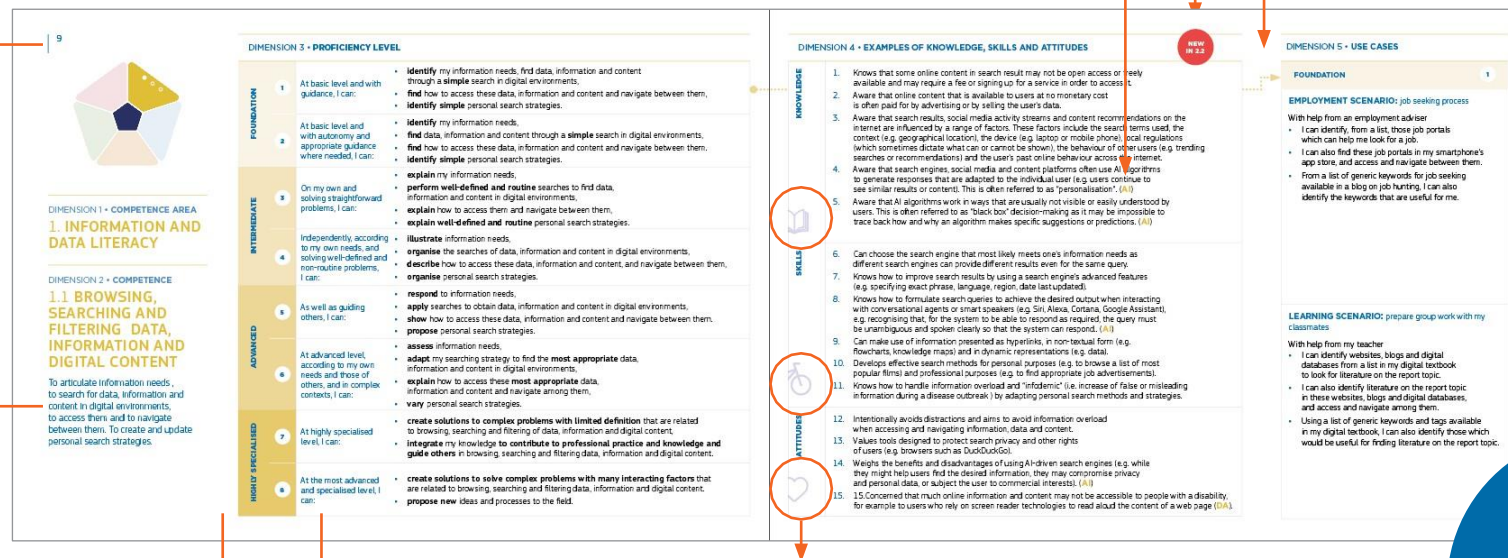 9
DIMENSION 1 • COMPETENCE AREA
1. INFORMATION AND
DATA LITERACY
DIMENSION 2 • COMPETENCE
1.1 BROWSING,
SEARCHING AND
FILTERING DATA,
INFORMATION AND
DIGITAL CONTENT
To articulate information needs,
to search for data, information and
content in digital environments,
to access them and to navigate
between them. To create and update
personal search strategies.
DIMENSION 3 • PROFICIENCY LEVEL
FOUNDATION
1
At basic level and with
guidance, I can:
• identify my information needs, find data, information and content
through a simple search in digital environments,
• find how to access these data, information and content and navigate between them,
• identify simple personal search strategies.
2
At basic level and
with autonomy and
appropriate guidance
where needed, I can:
• identify my information needs,
• find data, information and content through a simple search in digital environments,
• find how to access these data, information and content and navigate between them,
• identify simple personal search strategies.
INTERMEDIATE
3
On my own and
solving straightforward
problems, I can:
• explain my information needs,
• perform well-defined and routine searches to find data,
information and content in digital environments,
• explain how to access them and navigate between them,
• explain well-defined and routine personal search strategies.
4
Independently, according
to my own needs, and
solving well-defined and
non-routine problems,
I can:
• illustrate information needs,
• organise the searches of data, information and content in digital environments,
• describe how to access these data, information and content, and navigate between them,
• organise personal search strategies.
ADVANCED
5
As well as guiding
others, I can:
• respond to information needs,
• apply searches to obtain data, information and content in digital environments,
• show how to access these data, information and content and navigate between them.
• propose personal search strategies.
6
At advanced level,
according to my own
needs and those of
others, and in complex
contexts, I can:
• assess information needs,
• adapt my searching strategy to find the most appropriate data,
information and content in digital environments,
• explain how to access these most appropriate data,
information and content and navigate among them,
• vary personal search strategies.
HIGHLY SPECIALISED
7
At highly specialised
level, I can:
• create solutions to complex problems with limited definition that are related
to browsing, searching and filtering of data, information and digital content,
• integrate my knowledge to contribute to professional practice and knowledge and
guide others in browsing, searching and filtering data, information and digital content.
8
At the most advanced
and specialised level, I
can:
• create solutions to solve complex problems with many interacting factors that
are related to browsing, searching and filtering data, information and digital content.
• propose new ideas and processes to the field.
DIMENSION 4 • EXAMPLES OF KNOWLEDGE, SKILLS AND ATTITUDES
NEW
IN 2.2
KNOWLEDGE
1. Knows that some online content in search result may not be open access or freely
available and may require a fee or signing up for a service in order to access it.
2. Aware that online content that is available to users at no monetary cost
is often paid for by advertising or by selling the user's data.
3. Aware that search results, social media activity streams and content recommendations on the
internet are influenced by a range of factors. These factors include the search terms used, the
context (e.g. geographical location), the device (e.g. laptop or mobile phone), local regulations
(which sometimes dictate what can or cannot be shown), the behaviour of other users (e.g. trending
searches or recommendations) and the user's past online behaviour across the internet.
4. Aware that search engines, social media and content platforms often use AI algorithms
to generate responses that are adapted to the individual user (e.g. users continue to
see similar results or content). This is often referred to as "personalisation". (AI)
5. Aware that AI algorithms work in ways that are usually not visible or easily understood by
users. This is often referred to as "black box" decision-making as it may be impossible to
trace back how and why an algorithm makes specific suggestions or predictions. (AI)
SKILLS
6. Can choose the search engine that most likely meets one's information needs as
different search engines can provide different results even for the same query.
7. Knows how to improve search results by using a search engine's advanced features
(e.g. specifying exact phrase, language, region, date last updated).
8. Knows how to formulate search queries to achieve the desired output when interacting
with conversational agents or smart speakers (e.g. Siri, Alexa, Cortana, Google Assistant),
e.g. recognising that, for the system to be able to respond as required, the query must
be unambiguous and spoken clearly so that the system can respond. (AI)
9. Can make use of information presented as hyperlinks, in non-textual form (e.g.
flowcharts, knowledge maps) and in dynamic representations (e.g. data).
10. Develops effective search methods for personal purposes (e.g. to browse a list of most
popular films) and professional purposes (e.g. to find appropriate job advertisements).
11. Knows how to handle information overload and "infodemic" (i.e. increase of false or misleading
information during a disease outbreak ) by adapting personal search methods and strategies.
ATTITUDES
12. Intentionally avoids distractions and aims to avoid information overload
when accessing and navigating information, data and content.
13. Values tools designed to protect search privacy and other rights
of users (e.g. browsers such as DuckDuckGo).
14. Weighs the benefits and disadvantages of using AI-driven search engines (e.g. while
they might help users find the desired information, they may compromise privacy
and personal data, or subject the user to commercial interests). (AI)
15. 15.Concerned that much online information and content may not be accessible to people with a disability,
for example to users who rely on screen reader technologies to read aloud the content of a web page (DA).
DIMENSION 5 • USE CASES
FOUNDATION 1
EMPLOYMENT SCENARIO: job seeking process
With help from an employment adviser
• I can identify, from a list, those job portals
which can help me look for a job.
• I can also find these job portals in my smartphone's
app store, and access and navigate between them.
• From a list of generic keywords for job seeking
available in a blog on job hunting, I can also
identify the keywords that are useful for me.
LEARNING SCENARIO: prepare group work with my
classmates
With help from my teacher
• I can identify websites, blogs and digital
databases from a list in my digital textbook
to look for literature on the report topic.
• I can also identify literature on the report topic
in these websites, blogs and digital databases,
and access and navigate among them.
• Using a list of generic keywords and tags available
in my digital textbook, I can also identify those which
would be useful for finding literature on the report topic.